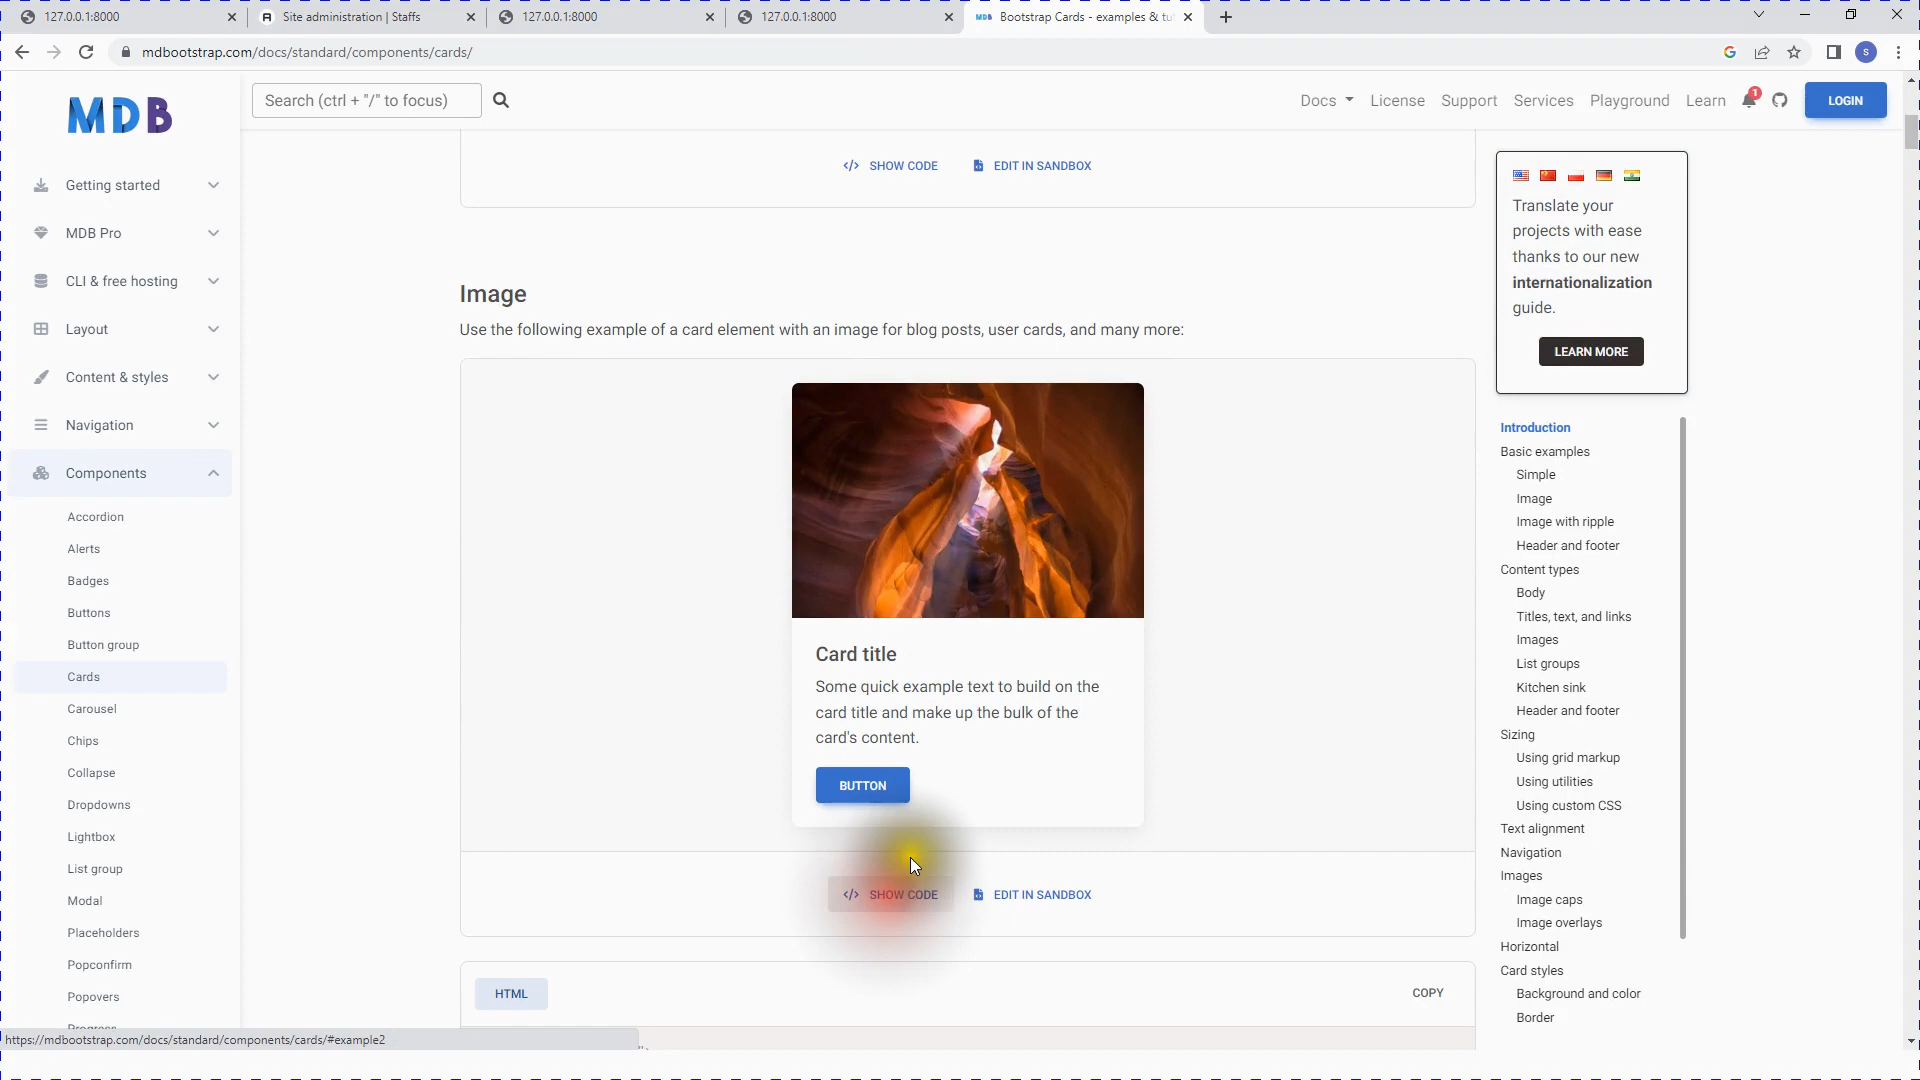 127.0.0.1:8000
Site administration | Staffs
127.0.0.1:8000
127.0.0.1:8000
Bootstrap Cards - examples & tu
mdbootstrap.com/docs/standard/components/cards/
S
MDB
Search (ctrl + "/" to focus)
Docs
License
Support
Services
Playground
Learn
1
LOGIN
Getting started
MDB Pro
CLI & free hosting
Layout
Content & styles
Navigation
Components
Accordion
Alerts
Badges
Buttons
Button group
Cards
Carousel
Chips
Collapse
Dropdowns
Lightbox
List group
Modal
Placeholders
Popconfirm
Popovers
Progress
</> SHOW CODE
EDIT IN SANDBOX
Image
Use the following example of a card element with an image for blog posts, user cards, and many more:
Card title
Some quick example text to build on the
card title and make up the bulk of the
card's content.
BUTTON
</> SHOW CODE
EDIT IN SANDBOX
HTML
COPY
Translate your
projects with ease
thanks to our new
internationalization
guide.
LEARN MORE
Introduction
Basic examples
Simple
Image
Image with ripple
Header and footer
Content types
Body
Titles, text, and links
Images
List groups
Kitchen sink
Header and footer
Sizing
Using grid markup
Using utilities
Using custom CSS
Text alignment
Navigation
Images
Image caps
Image overlays
Horizontal
Card styles
Background and color
Border
https://mdbootstrap.com/docs/standard/components/cards/#example2